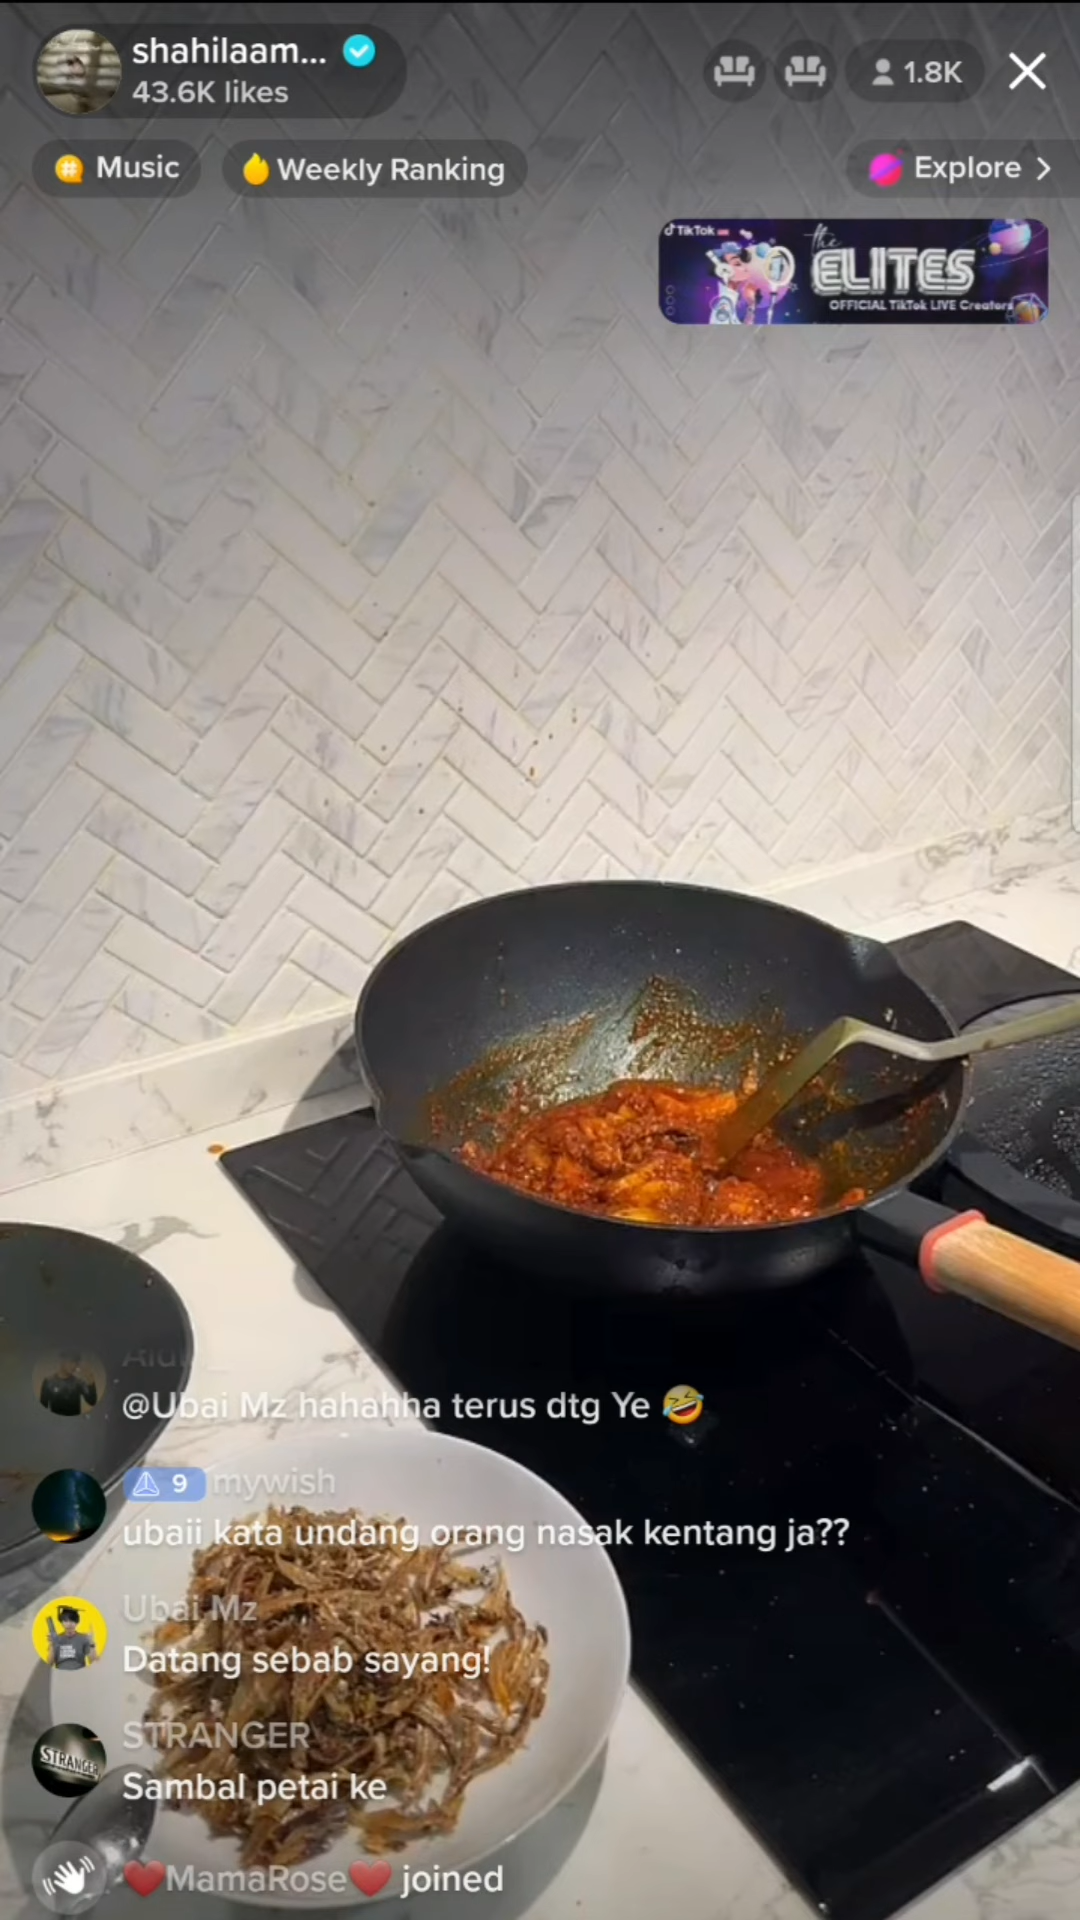 shahilaam...
43.6K likes
1.8K
Music
Weekly Ranking
Explore
TikTok
the
ELITES
OFFICIAL TikTok LIVE Creators
@Ubai Mz hahahha terus dtg Ye 🤣
9 mywish
ubaii kata undang orang nasak kentang ja??
Ubai Mz
Datang sebab sayang!
STRANGER
STRANGER
Sambal petai ke
❤️MamaRose❤️ joined